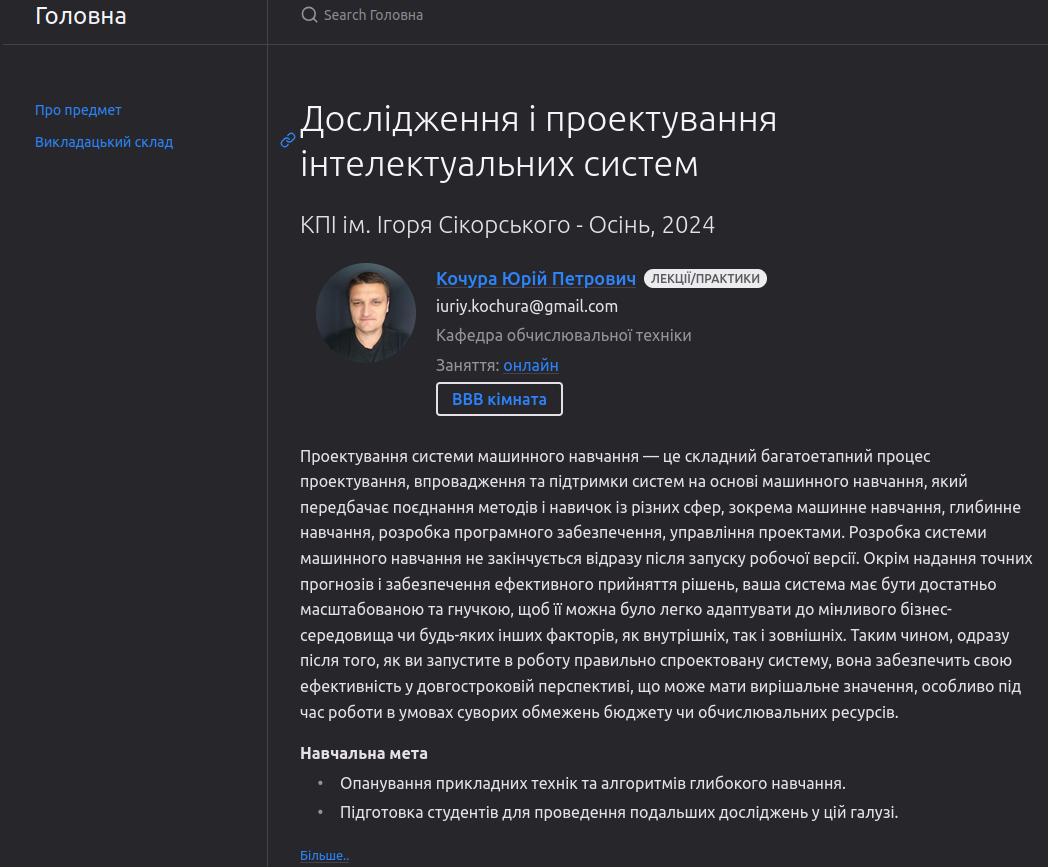 Головна
Search Головна
Про предмет
Викладацький склад
Дослідження і проектування
інтелектуальних систем
КПІ ім. Ігоря Сікорського - Осінь, 2024
Кочура Юрій Петрович ЛЕКЦІЇ/ПРАКТИКИ
iuriy.kochura@gmail.com
Кафедра обчислювальної техніки
Заняття: онлайн
BBB кімната
Проектування системи машинного навчання — це складний багатоетапний процес
проектування, впровадження та підтримки систем на основі машинного навчання, який
передбачає поєднання методів і навичок із різних сфер, зокрема машинне навчання, глибинне
навчання, розробка програмного забезпечення, управління проектами. Розробка системи
машинного навчання не закінчується відразу після запуску робочої версії. Окрім надання точних
прогнозів і забезпечення ефективного прийняття рішень, ваша система має бути достатньо
масштабованою та гнучкою, щоб її можна було легко адаптувати до мінливого бізнес-
середовища чи будь-яких інших факторів, як внутрішніх, так і зовнішніх. Таким чином, одразу
після того, як ви запустите в роботу правильно спроектовану систему, вона забезпечить свою
ефективність у довгостроковій перспективі, що може мати вирішальне значення, особливо під
час роботи в умовах суворих обмежень бюджету чи обчислювальних ресурсів.
Навчальна мета
• Опанування прикладних технік та алгоритмів глибокого навчання.
• Підготовка студентів для проведення подальших досліджень у цій галузі.
Більше..